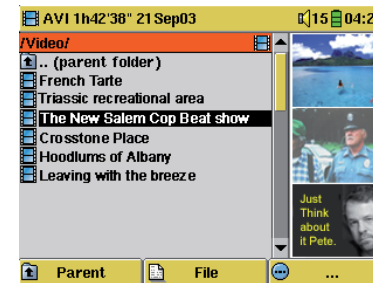 AVI 1h42'38" 21Sep03 15 04:2
/Video/
.. (parent folder)
French Tarte
Triassic recreational area
The New Salem Cop Beat show
Crosstone Place
Hoodlums of Albany
Leaving with the breeze
Just
Think
about
it Pete.
Parent File ...